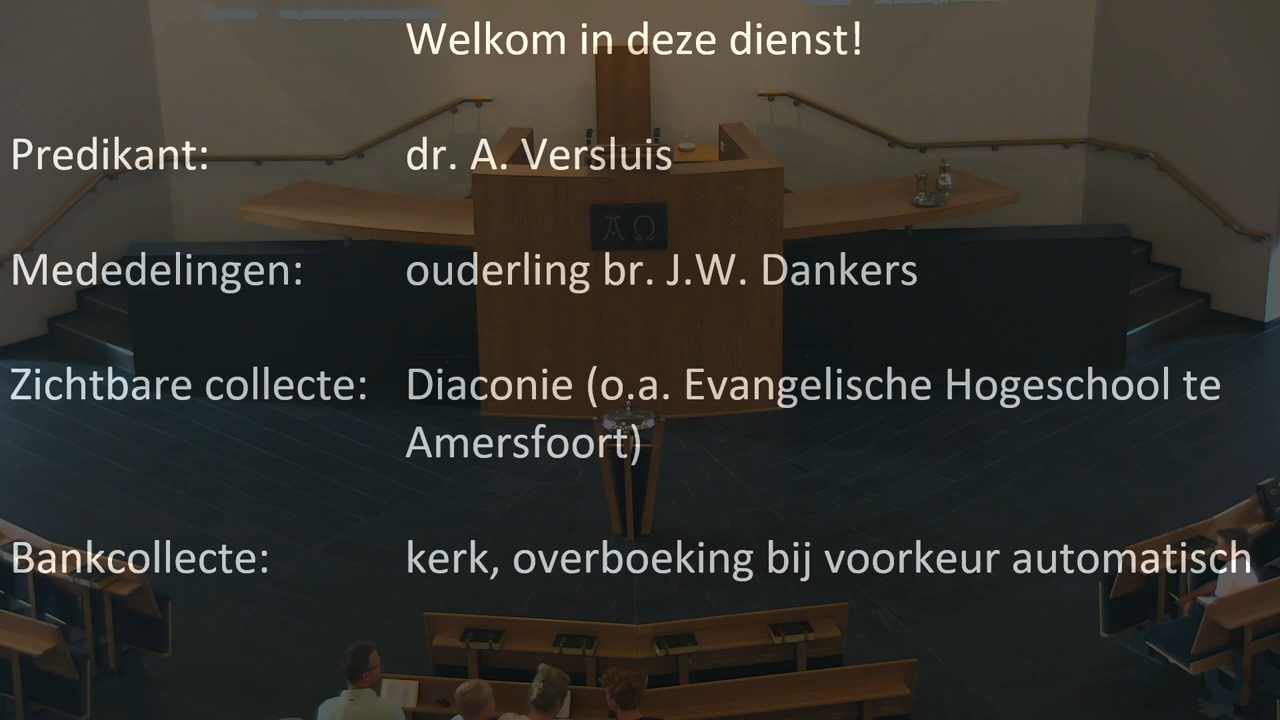 Welkom in deze dienst!
Predikant: dr. A. Versluis
ΑΩ
Mededelingen: ouderling br. J.W. Dankers
Zichtbare collecte: Diaconie (o.a. Evangelische Hogeschool te
Amersfoort)
Bankcollecte: kerk, overboeking bij voorkeur automatisch